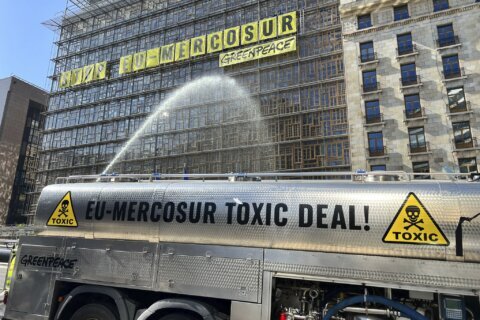 EU-MERCOSUR
GREENPEACE
EU-MERCOSUR TOXIC DEAL!
TOXIC
TOXIC
GREENPEACE